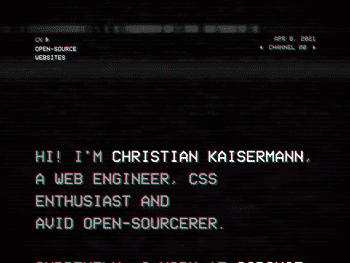 CK
OPEN-SOURCE
WEBSITES
APR 8, 2021
CHANNEL 00
HI! I'M CHRISTIAN KAISERMANN,
A WEB ENGINEER, CSS
ENTHUSIAST AND
AVID OPEN-SOURCERER.